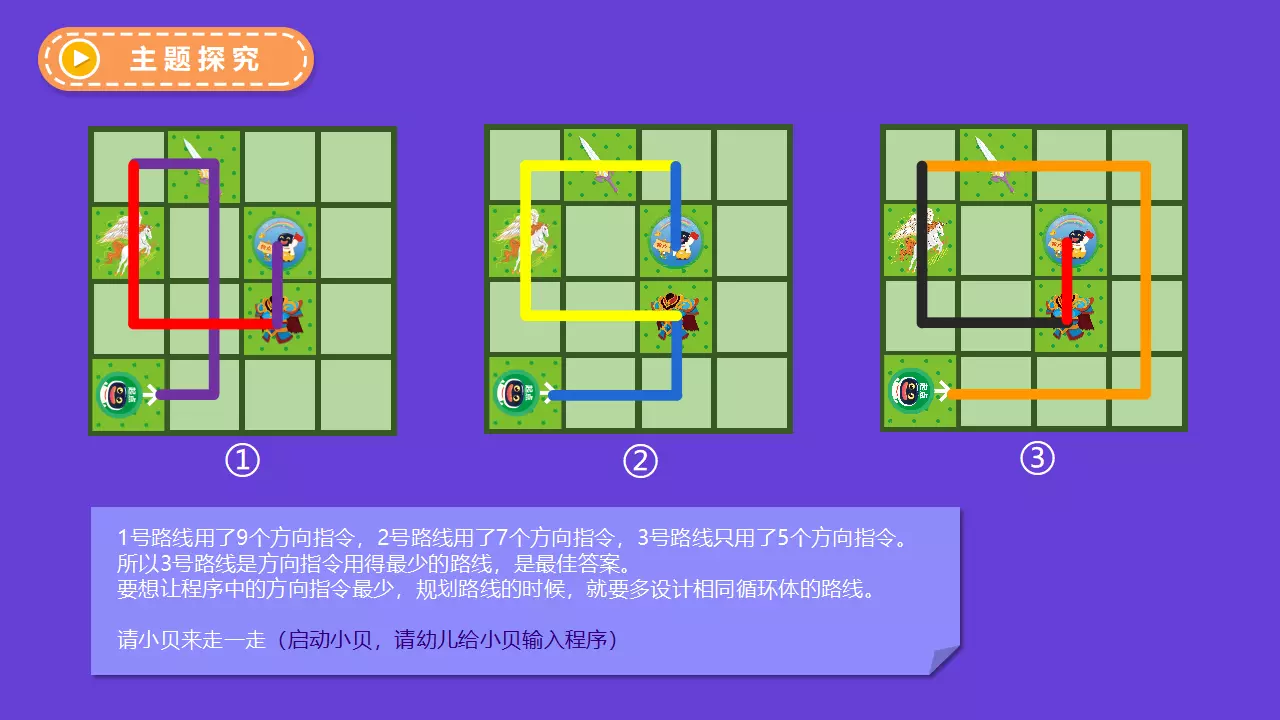 主题探究
起点
起点
起点
①
②
③
1号路线用了9个方向指令，2号路线用了7个方向指令，3号路线只用了5个方向指令。
所以3号路线是方向指令用得最少的路线，是最佳答案。
要想让程序中的方向指令最少，规划路线的时候，就要多设计相同循环体的路线。
请小贝来走一走（启动小贝，请幼儿给小贝输入程序）